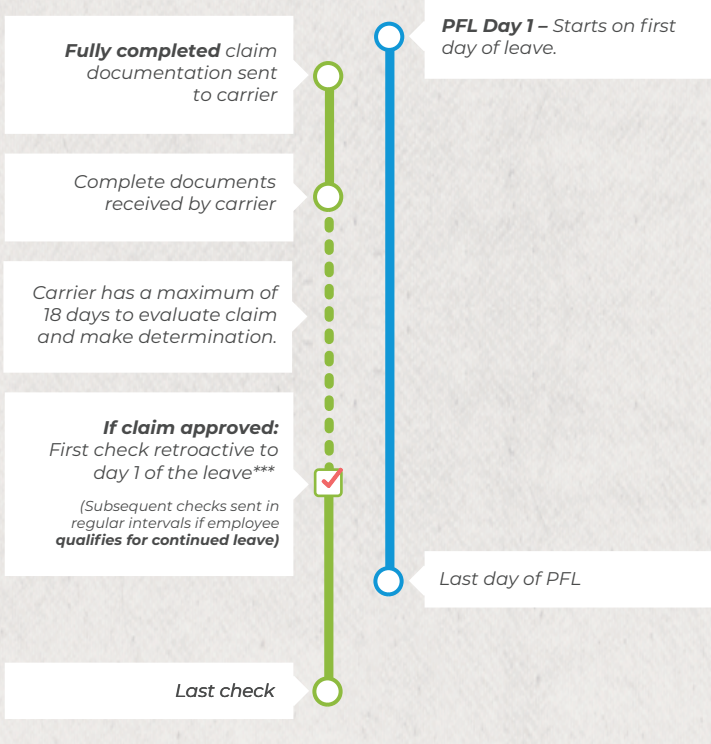 Fully completed claim
documentation sent
to carrier
Complete documents
received by carrier
Carrier has a maximum of
18 days to evaluate claim
and make determination.
If claim approved:
First check retroactive to
day 1 of the leave***
(Subsequent checks sent in
regular intervals if employee
qualifies for continued leave)
Last check
PFL Day 1 – Starts on first
day of leave.
Last day of PFL